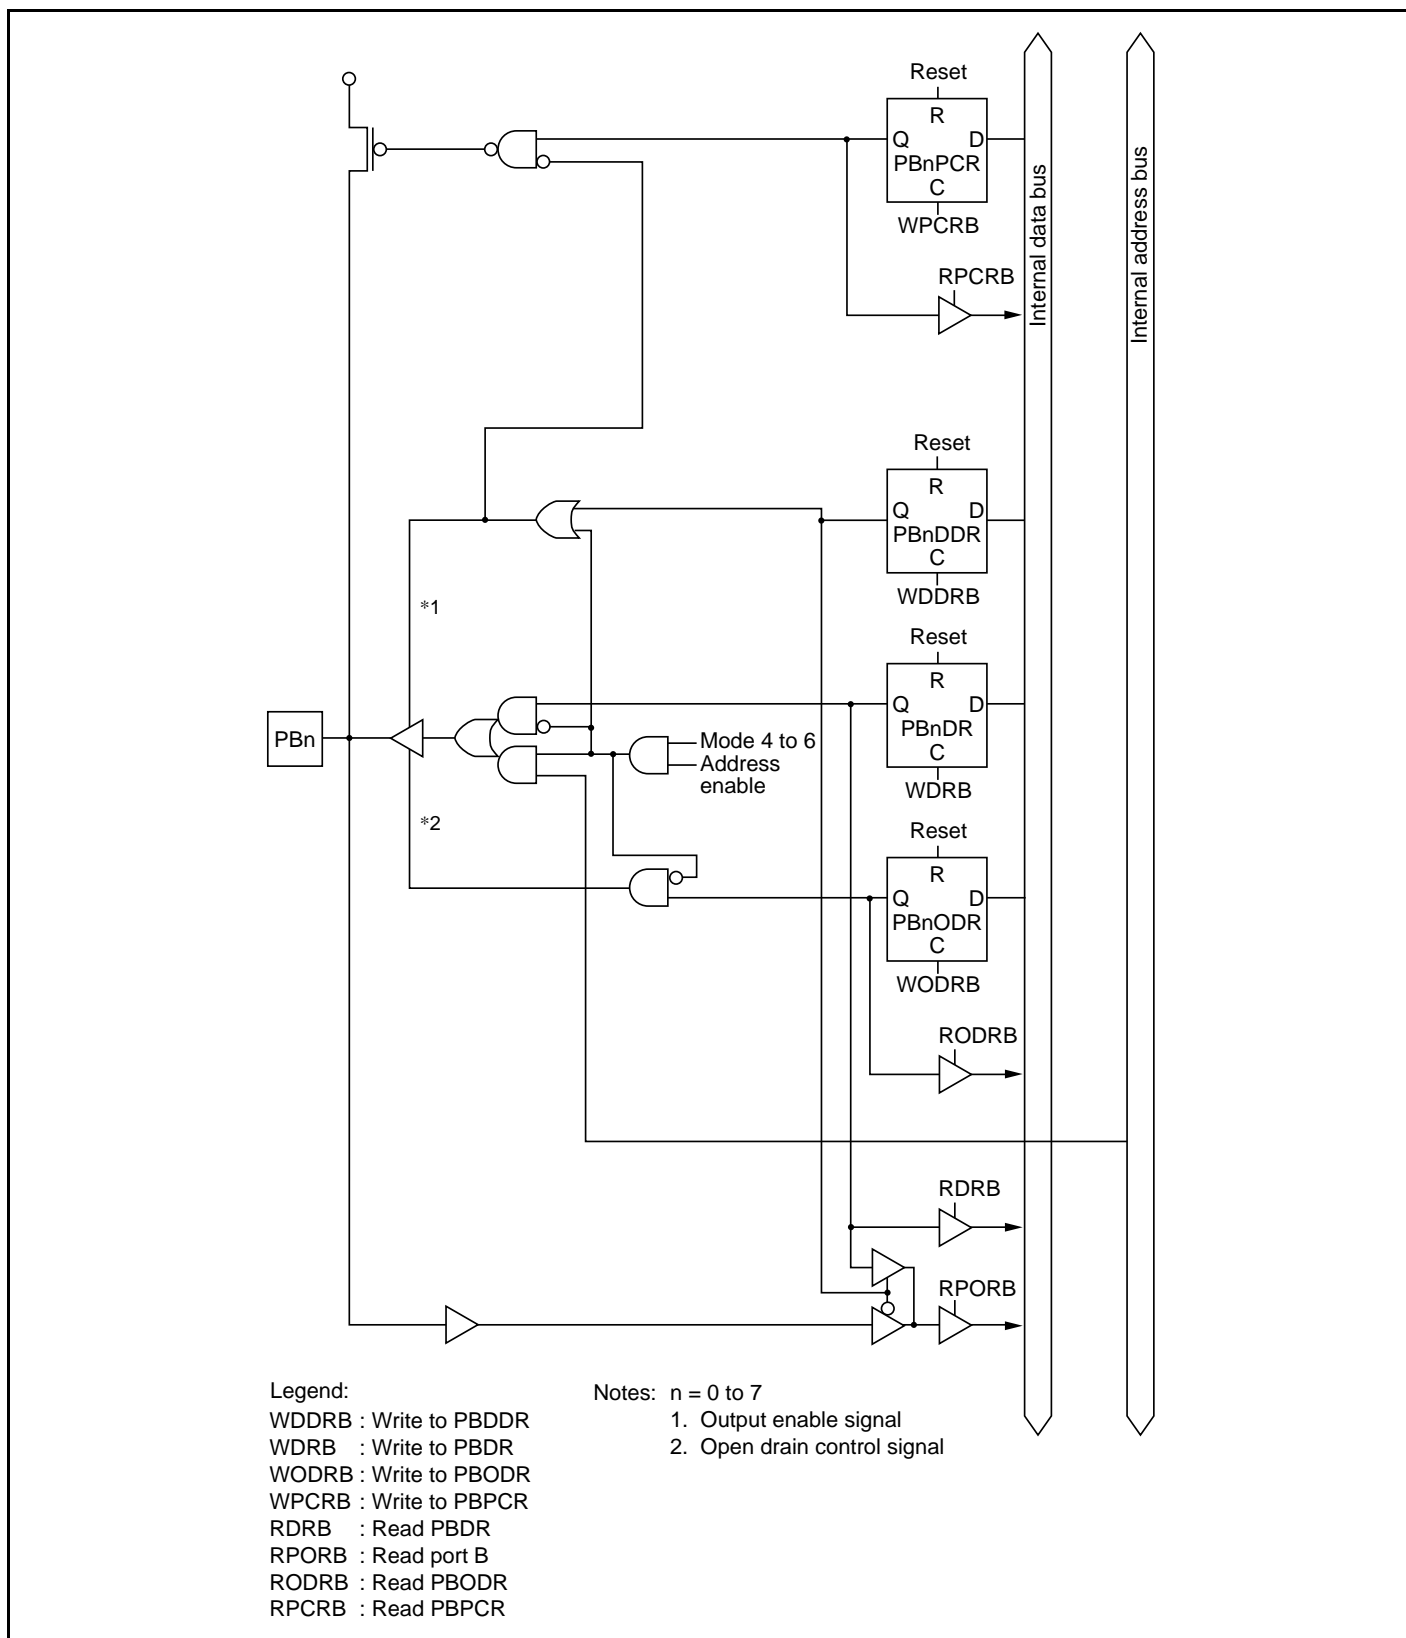 Reset
R
Q D
PBnPCR
C
WPCRB
RPCRB
Internal data bus
Internal address bus
Reset
R
Q D
PBnDDR
C
WDDRB
*1
Reset
R
Q D
PBnDR
C
WDRB
PBn
Mode 4 to 6
Address
enable
*2
Reset
R
Q D
PBnODR
C
WODRB
RODRB
RDRB
RPORB
Legend:
WDDRB : Write to PBDDR
WDRB : Write to PBDR
WODRB : Write to PBODR
WPCRB : Write to PBPCR
RDRB : Read PBDR
RPORB : Read port B
RODRB : Read PBODR
RPCRB : Read PBPCR
Notes: n = 0 to 7
1. Output enable signal
2. Open drain control signal